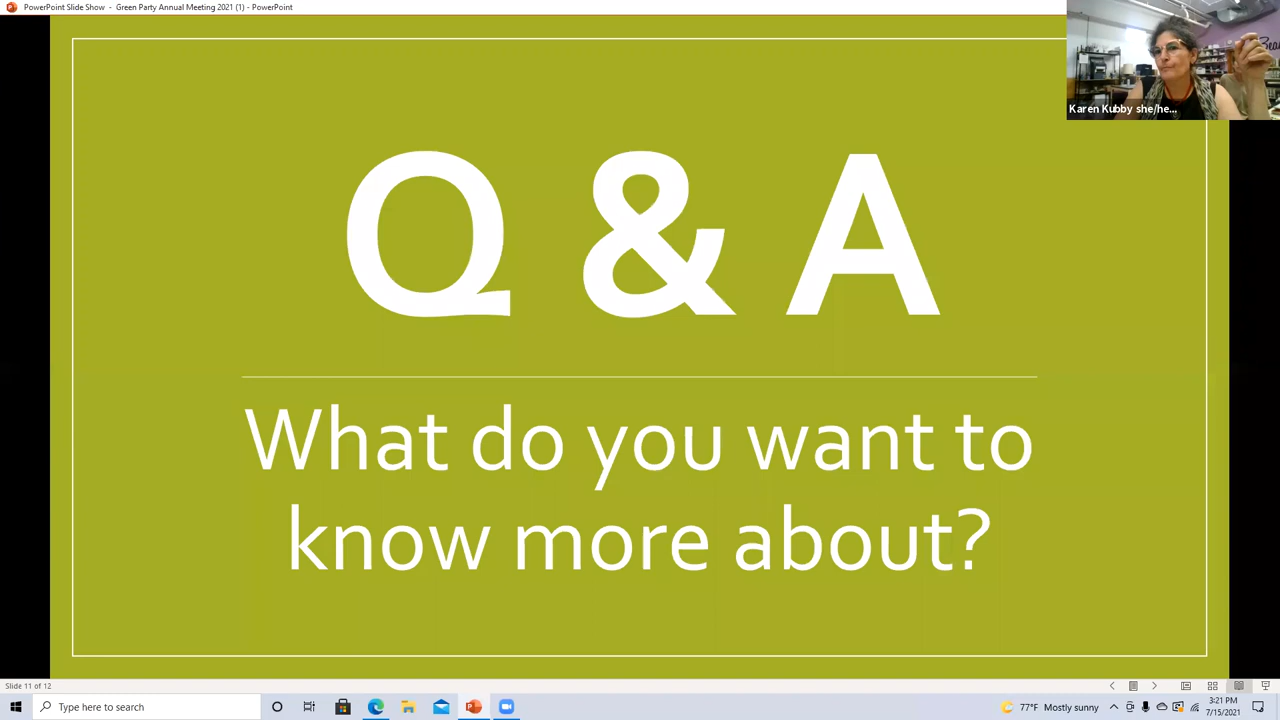 PowerPoint Slide Show - Green Party Annual Meeting 2021 (1) - PowerPoint
Karen Kubby she/he...
Q & A
What do you want to
know more about?
Slide 11 of 12
Type here to search
77°F Mostly sunny
3:21 PM
7/15/2021